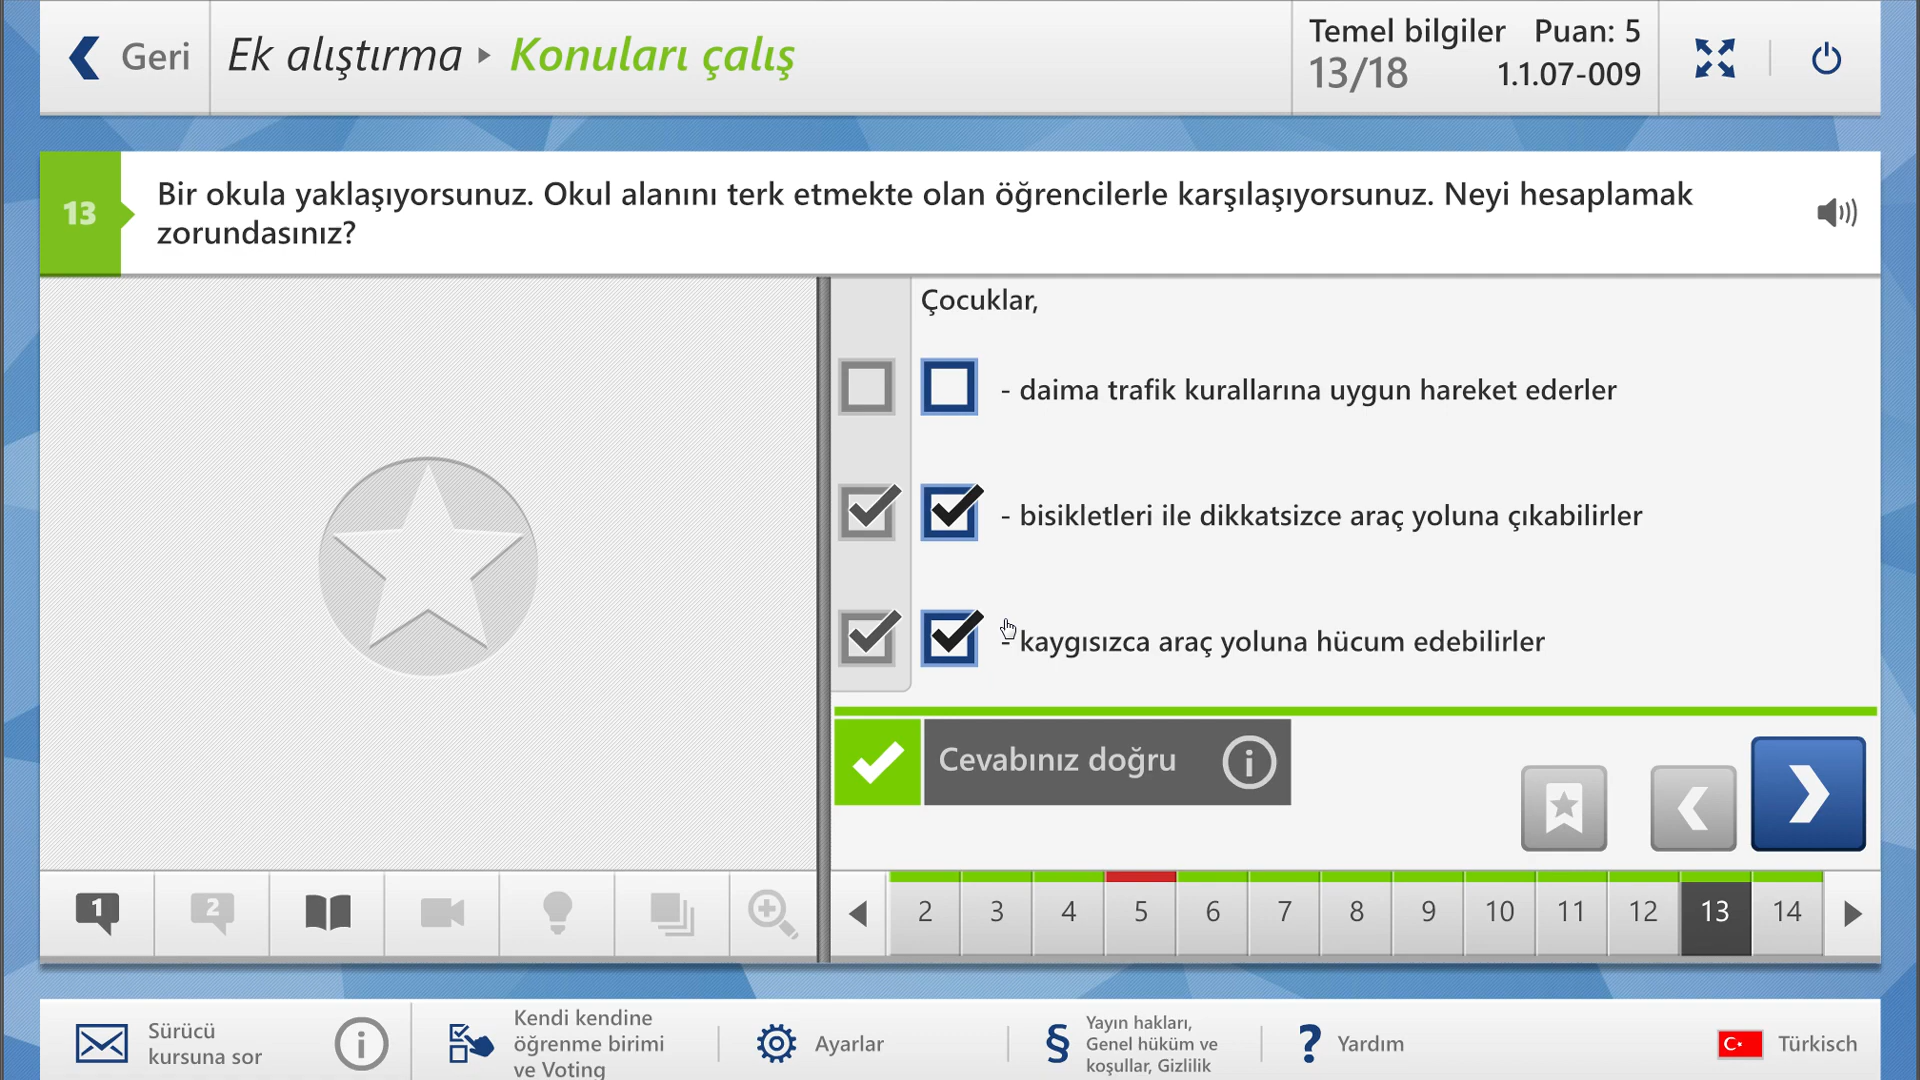 Geri
Ek alıştırma ▸ Konuları çalış
Temel bilgiler Puan: 5
13/18 1.1.07-009
13
Bir okula yaklaşıyorsunuz. Okul alanını terk etmekte olan öğrencilerle karşılaşıyorsunuz. Neyi hesaplamak
zorundasınız?
Çocuklar,
- daima trafik kurallarına uygun hareket ederler
- bisikletleri ile dikkatsizce araç yoluna çıkabilirler
- kaygısızca araç yoluna hücum edebilirler
Cevabınız doğru
1 2
2 3 4 5 6 7 8 9 10 11 12 13 14
Sürücü
kursuna sor
Kendi kendine
öğrenme birimi
ve Voting
Ayarlar
§
Yayın hakları,
Genel hüküm ve
koşullar, Gizlilik
? Yardım
Türkisch